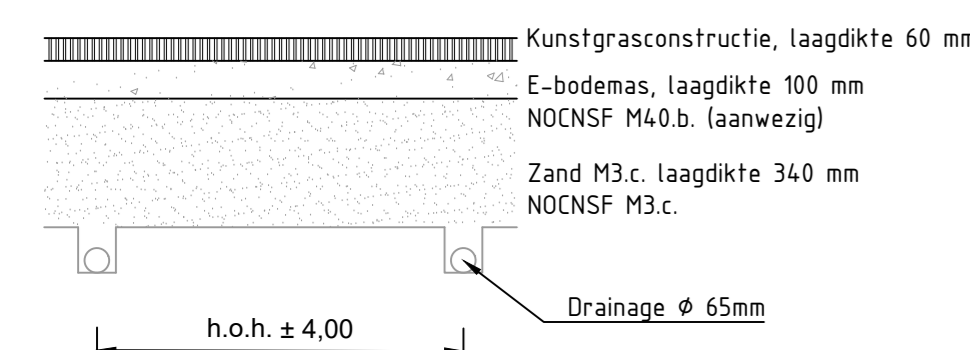 Kunstgrasconstructie, laagdikte 60 mm
E-bodemas, laagdikte 100 mm
NOCNSF M40.b. (aanwezig)
Zand M3.c. laagdikte 340 mm
NOCNSF M3.c.
Drainage Φ 65mm
h.o.h. ± 4,00